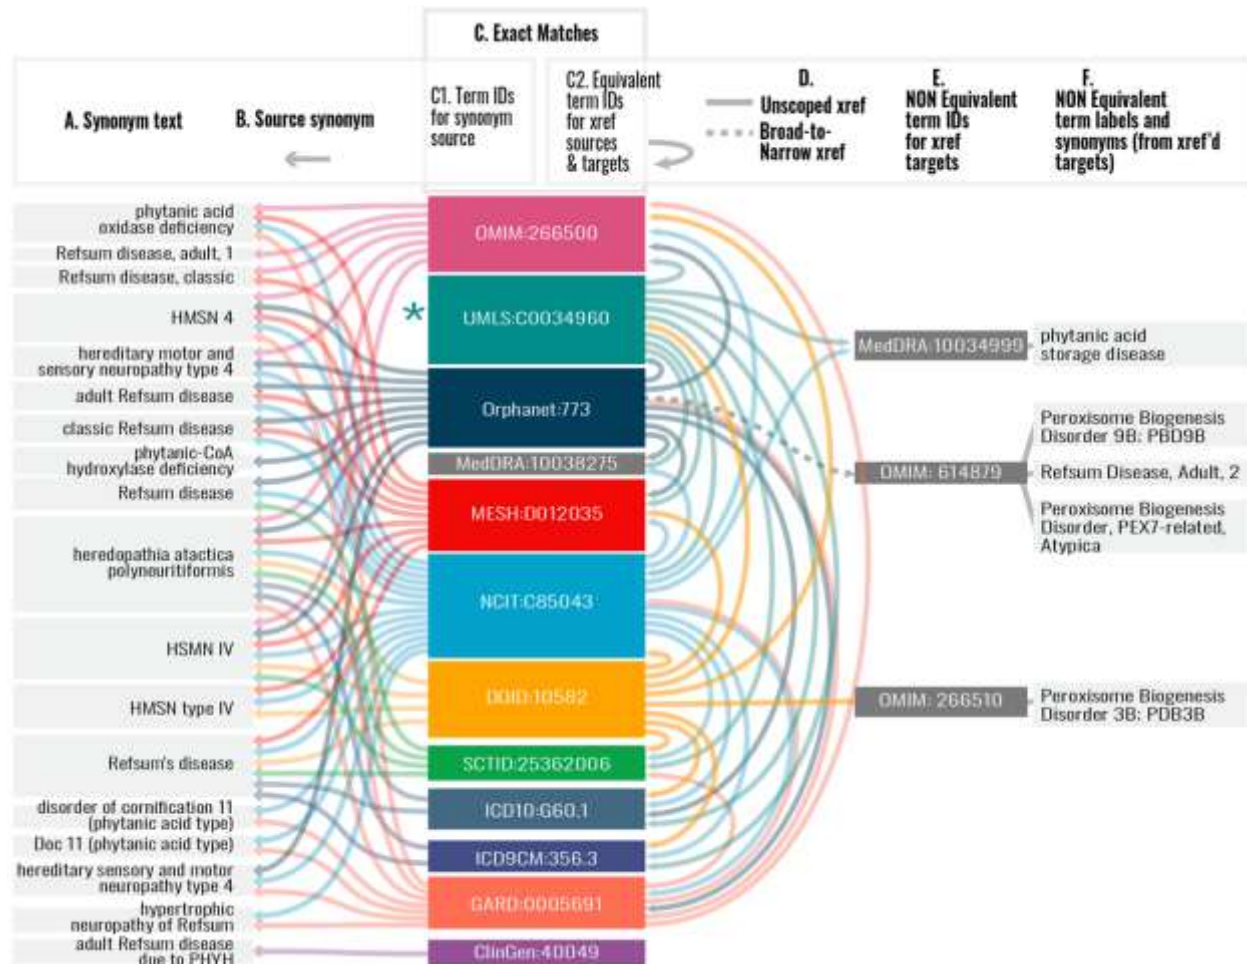 C. Exact Matches
A. Synonym text
B. Source synonym
C1. Term IDs
for synonym
source
C2. Equivalent
term IDs
for xref
sources
& targets
D.
Unscoped xref
Broad-to-
Narrow xref
E.
NON Equivalent
term IDs
for xref
targets
F.
NON Equivalent
term labels and
synonyms (from xref'd
targets)
phytanic acid
oxidase deficiency
Refsum disease, adult, 1
Refsum disease, classic
HMSN 4
hereditary motor and
sensory neuropathy type 4
adult Refsum disease
classic Refsum disease
phytanic-CoA
hydroxylase deficiency
Refsum disease
heredopathia atactica
polyneuritiformis
HSMN IV
HMSN type IV
Refsum's disease
disorder of cornification 11
(phytanic acid type)
Doc 11 (phytanic acid type)
hereditary sensory and motor
neuropathy type 4
hypertrophic
neuropathy of Refsum
adult Refsum disease
due to PHYH
OMIM:266500
*
UMLS:C0034960
Orphanet:773
MedDRA:10038275
MESH:D012035
NCIT:C85043
DOID:10582
SCTID:25362006
ICD10:G60.1
ICD9CM:356.3
GARD:0005691
ClinGen:40049
MedDRA:10034999
OMIM: 614879
OMIM: 266510
phytanic acid
storage disease
Peroxisome Biogenesis
Disorder 9B: PBD9B
Refsum Disease, Adult, 2
Peroxisome Biogenesis
Disorder, PEX7-related,
Atypica
Peroxisome Biogenesis
Disorder 3B: PDB3B